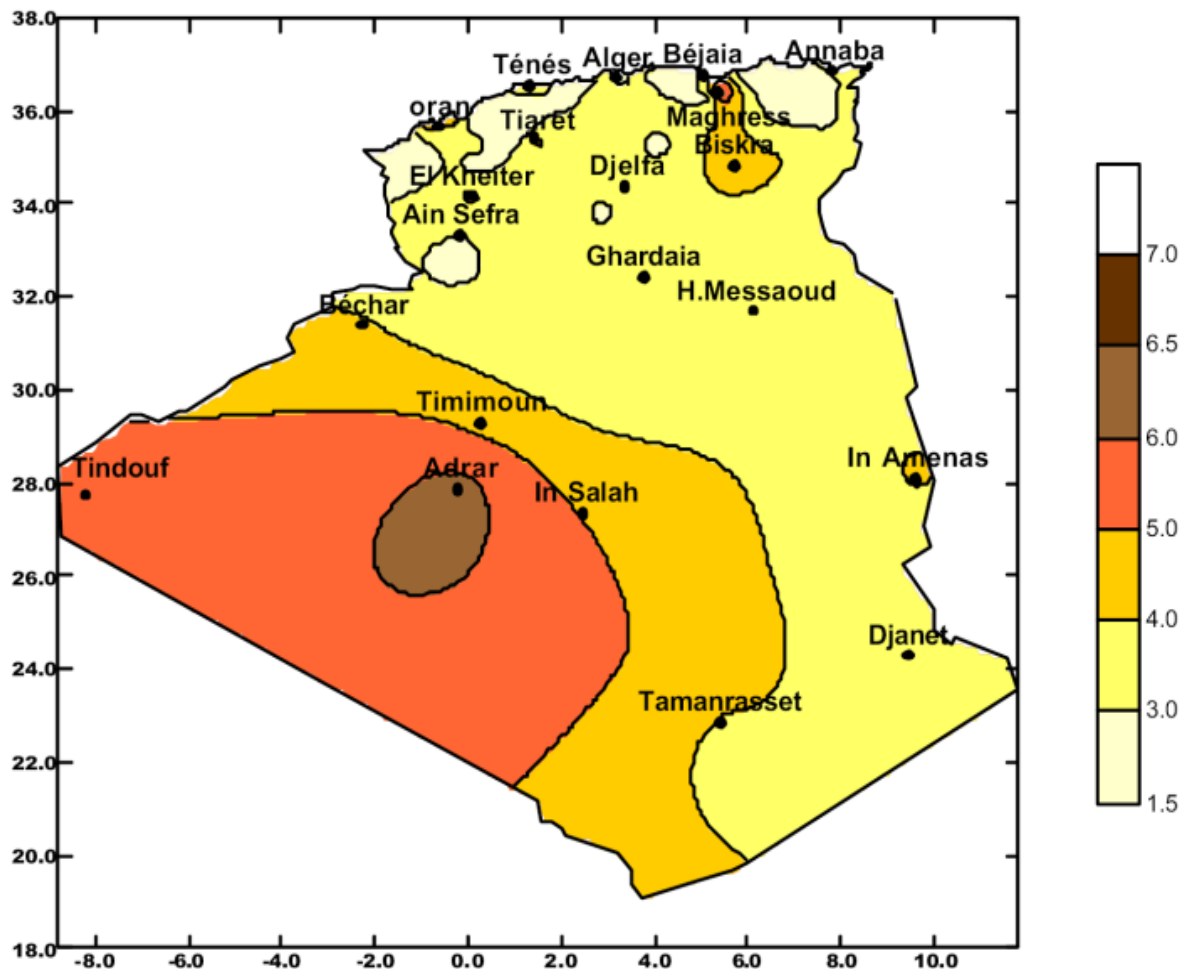 38.0
36.0
34.0
32.0
30.0
28.0
26.0
24.0
22.0
20.0
18.0
Ténés
Alger
Béjaia
Annaba
oran
Tiaret
Maghress
Biskra
El Kheiter
Djelfa
Ain Sefra
Ghardaia
H.Messaoud
Béchar
Timimoun
Tindouf
Adrar
In Salah
In Amenas
Djanet
Tamanrasset
-8.0 -6.0 -4.0 -2.0 0.0 2.0 4.0 6.0 8.0 10.0
7.0
6.5
6.0
5.0
4.0
3.0
1.5